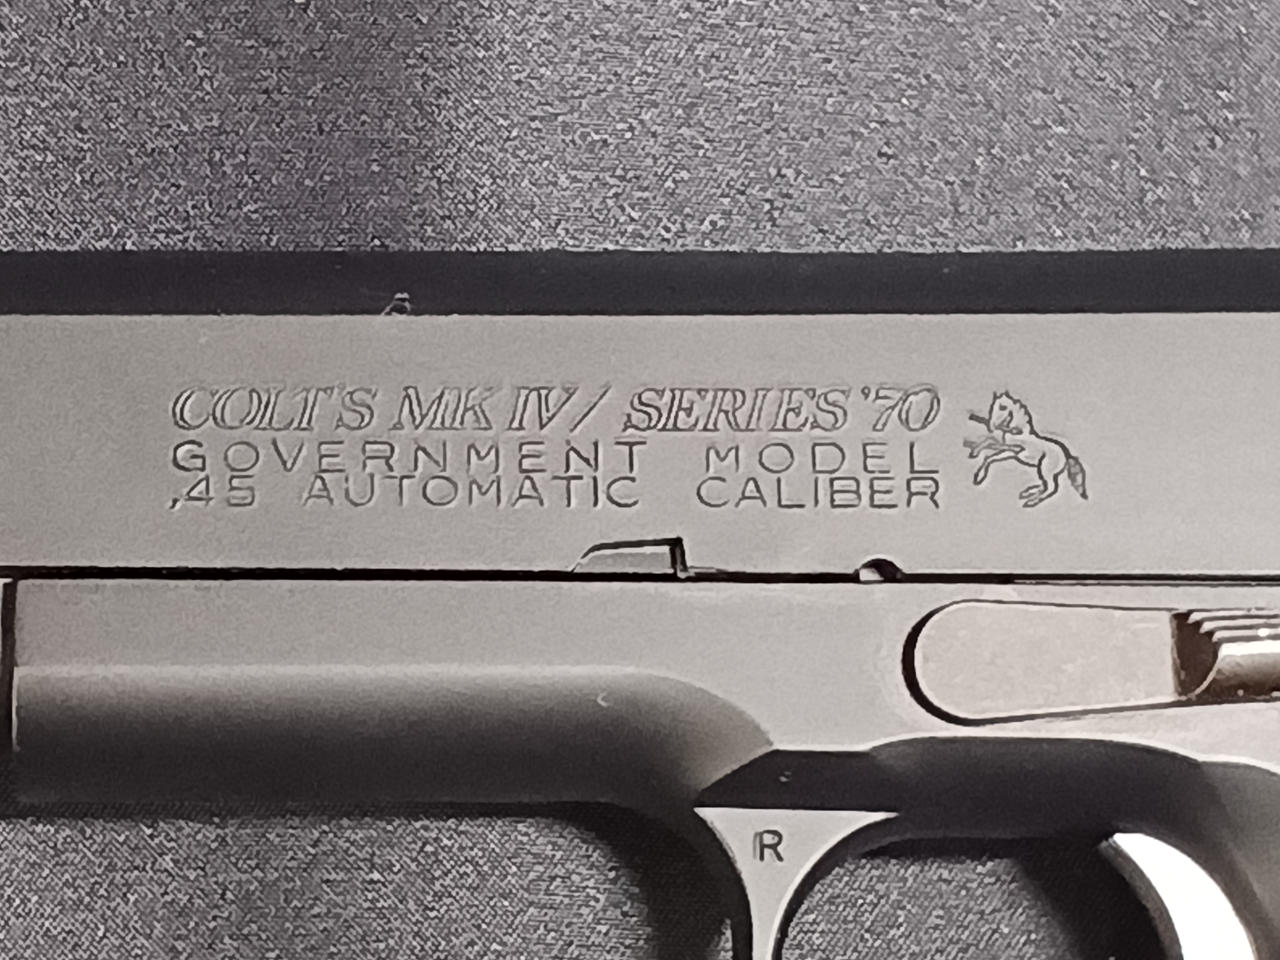 COLT'S MK IV / SERIES '70
GOVERNMENT MODEL
.45 AUTOMATIC CALIBER
R